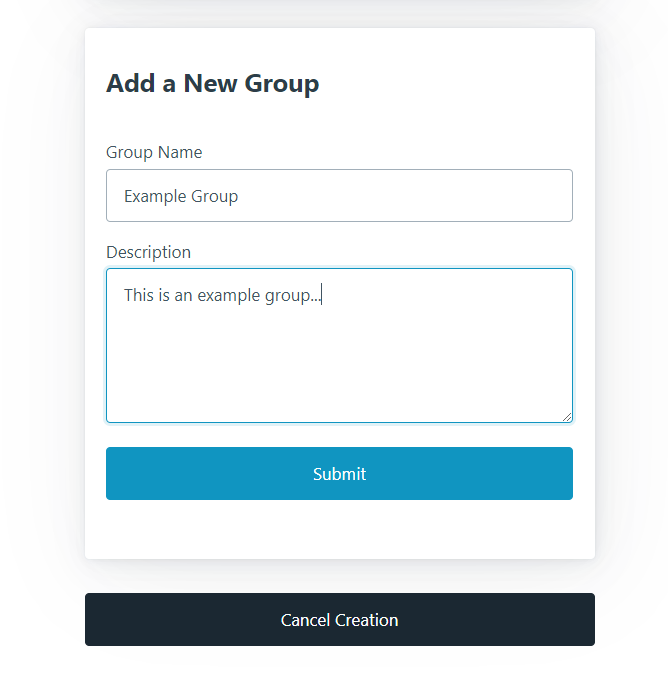 Add a New Group
Group Name
Example Group
Description
This is an example group...
Submit
Cancel Creation